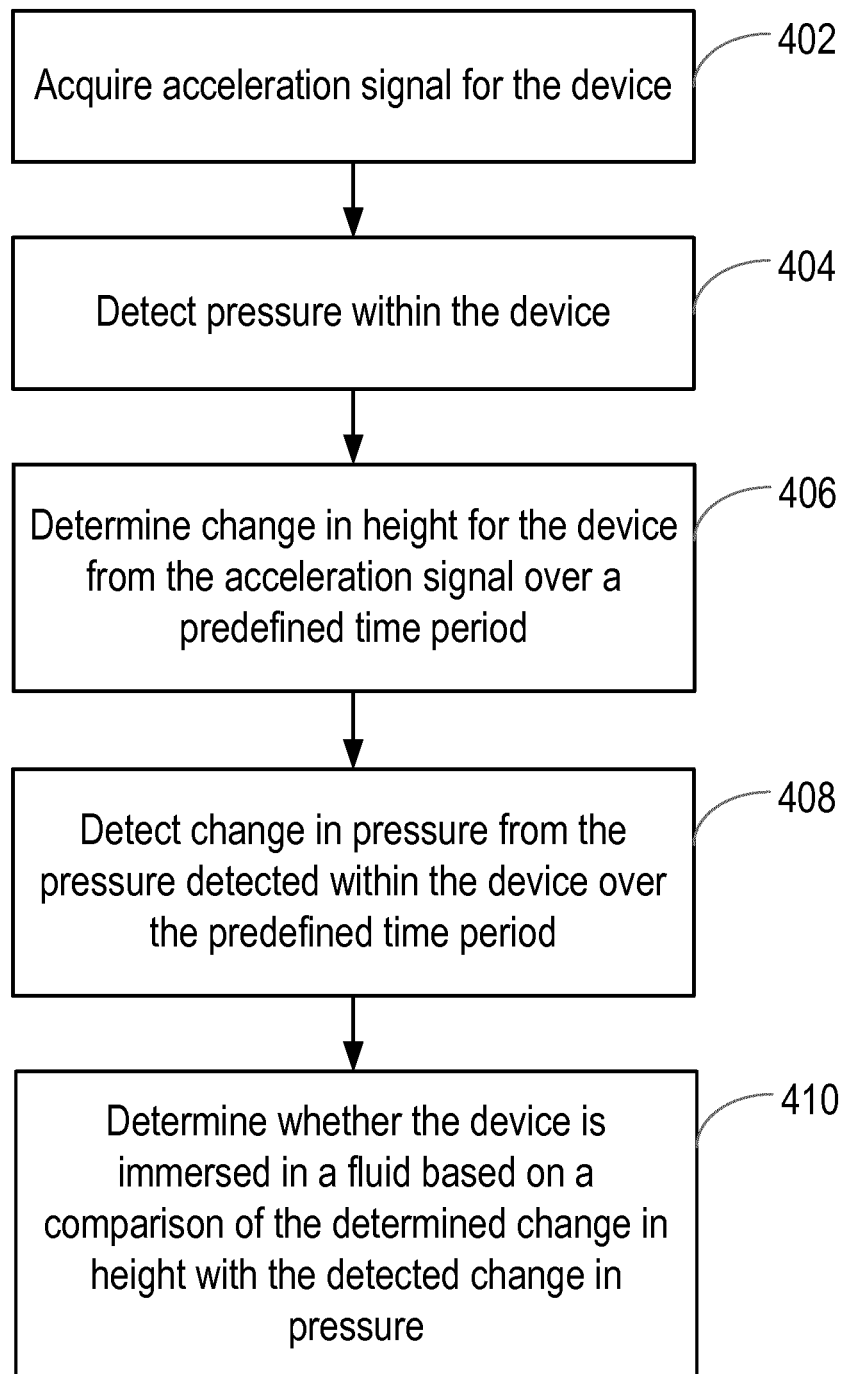 402
Acquire acceleration signal for the device
404
Detect pressure within the device
406
Determine change in height for the device
from the acceleration signal over a
predefined time period
408
Detect change in pressure from the
pressure detected within the device over
the predefined time period
410
Determine whether the device is
immersed in a fluid based on a
comparison of the determined change in
height with the detected change in
pressure